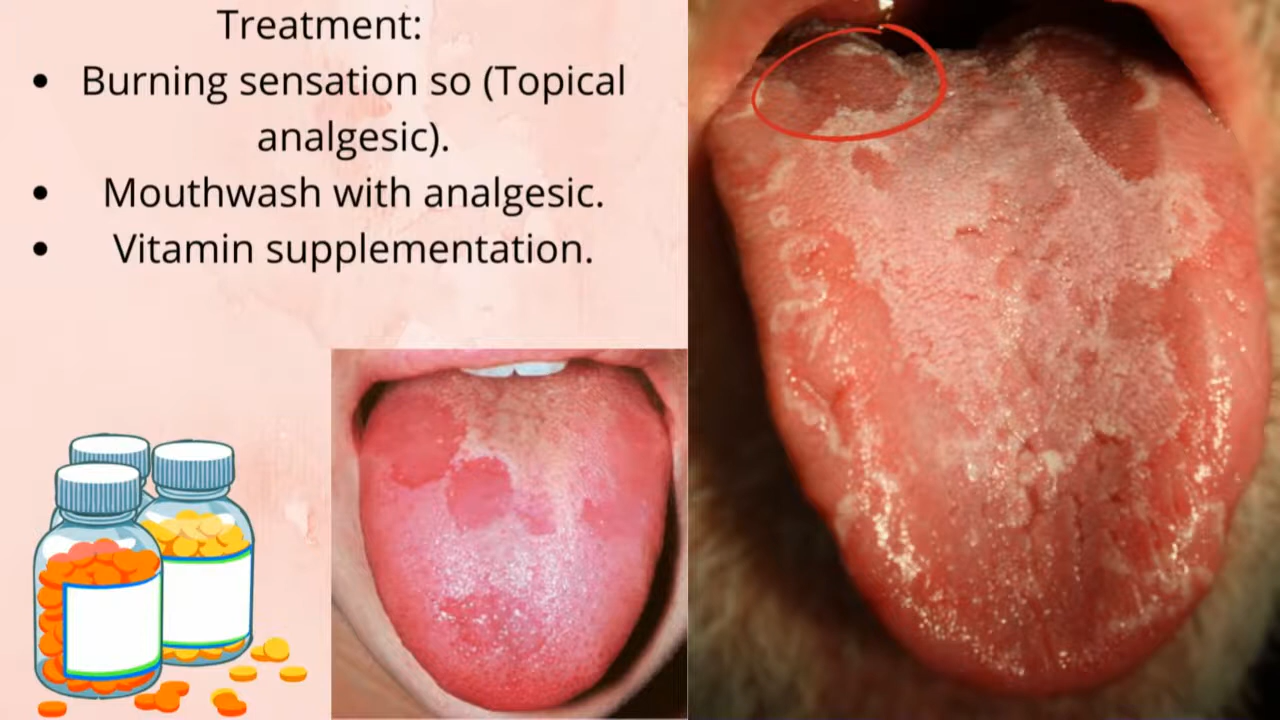 Treatment:
• Burning sensation so (Topical
analgesic).
• Mouthwash with analgesic.
• Vitamin supplementation.